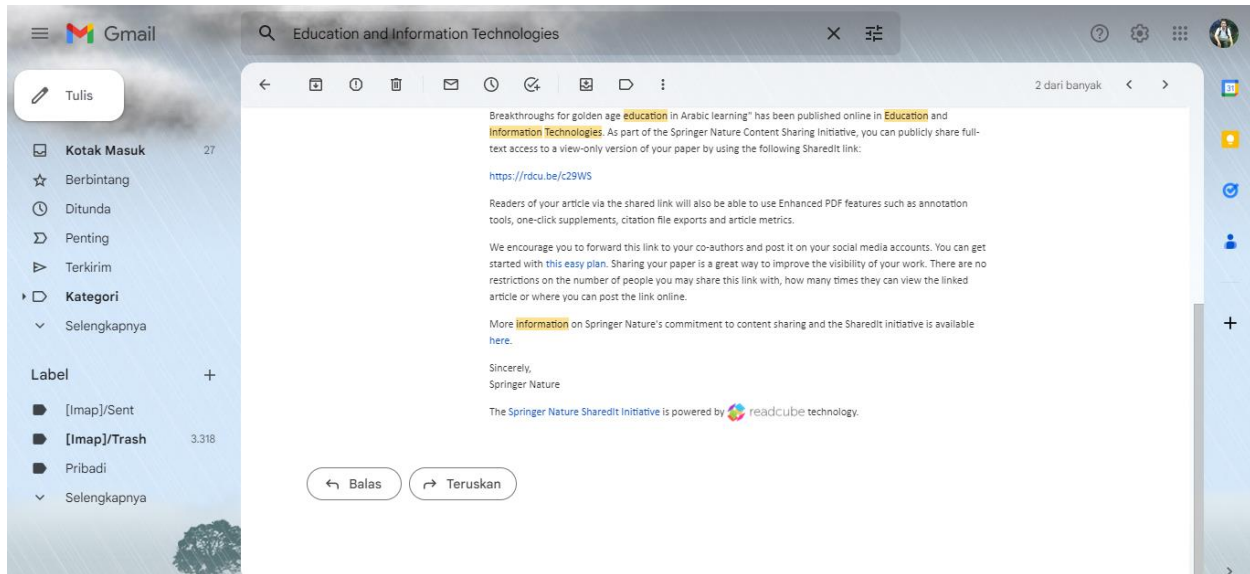 Gmail
Education and Information Technologies
Tulis
2 dari banyak
Kotak Masuk 27
Berbintang
Ditunda
Penting
Terkirim
Kategori
Selengkapnya
Label
[Imap]/Sent
[Imap]/Trash 3.318
Pribadi
Selengkapnya
Breakthroughs for golden age education in Arabic learning" has been published online in Education and
Information Technologies. As part of the Springer Nature Content Sharing Initiative, you can publicly share full-
text access to a view-only version of your paper by using the following SharedIt link:
https://rdcu.be/c29WS
Readers of your article via the shared link will also be able to use Enhanced PDF features such as annotation
tools, one-click supplements, citation file exports and article metrics.
We encourage you to forward this link to your co-authors and post it on your social media accounts. You can get
started with this easy plan. Sharing your paper is a great way to improve the visibility of your work. There are no
restrictions on the number of people you may share this link with, how many times they can view the linked
article or where you can post the link online.
More information on Springer Nature's commitment to content sharing and the SharedIt initiative is available
here.
Sincerely,
Springer Nature
The Springer Nature SharedIt Initiative is powered by readcube technology.
Balas
Teruskan
31